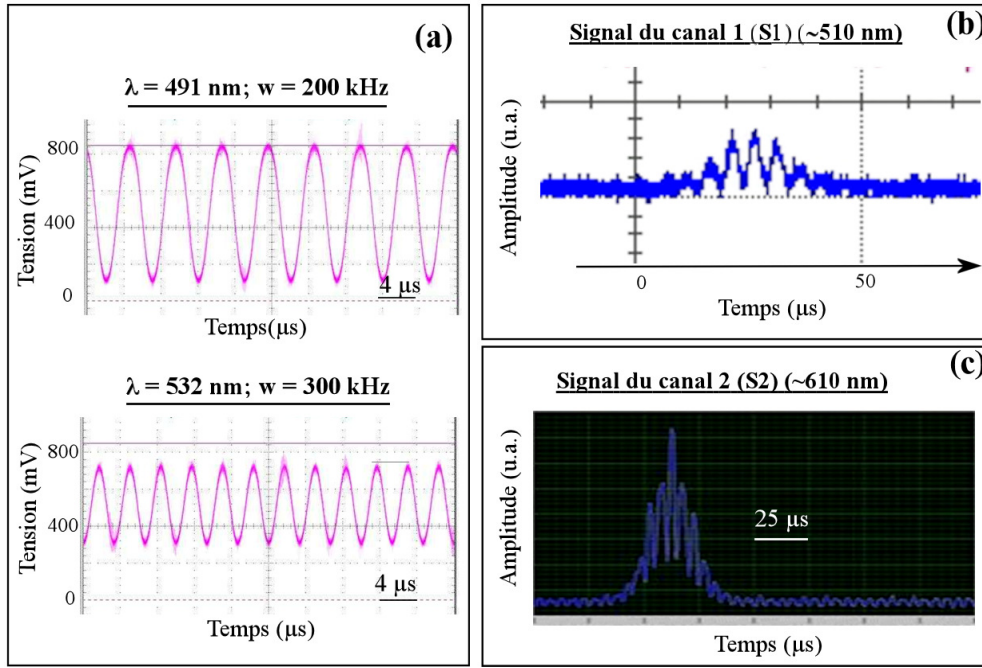 (a)
λ = 491 nm; w = 200 kHz
Tension (mV)
800
400
0
4 µs
Temps(µs)
λ = 532 nm; w = 300 kHz
Tension (mV)
800
400
0
4 µs
Temps (µs)
(b)
Signal du canal 1 (S1) (~510 nm)
Amplitude (u.a.)
0
50
Temps (µs)
(c)
Signal du canal 2 (S2) (~610 nm)
Amplitude (u.a.)
25 µs
Temps (µs)